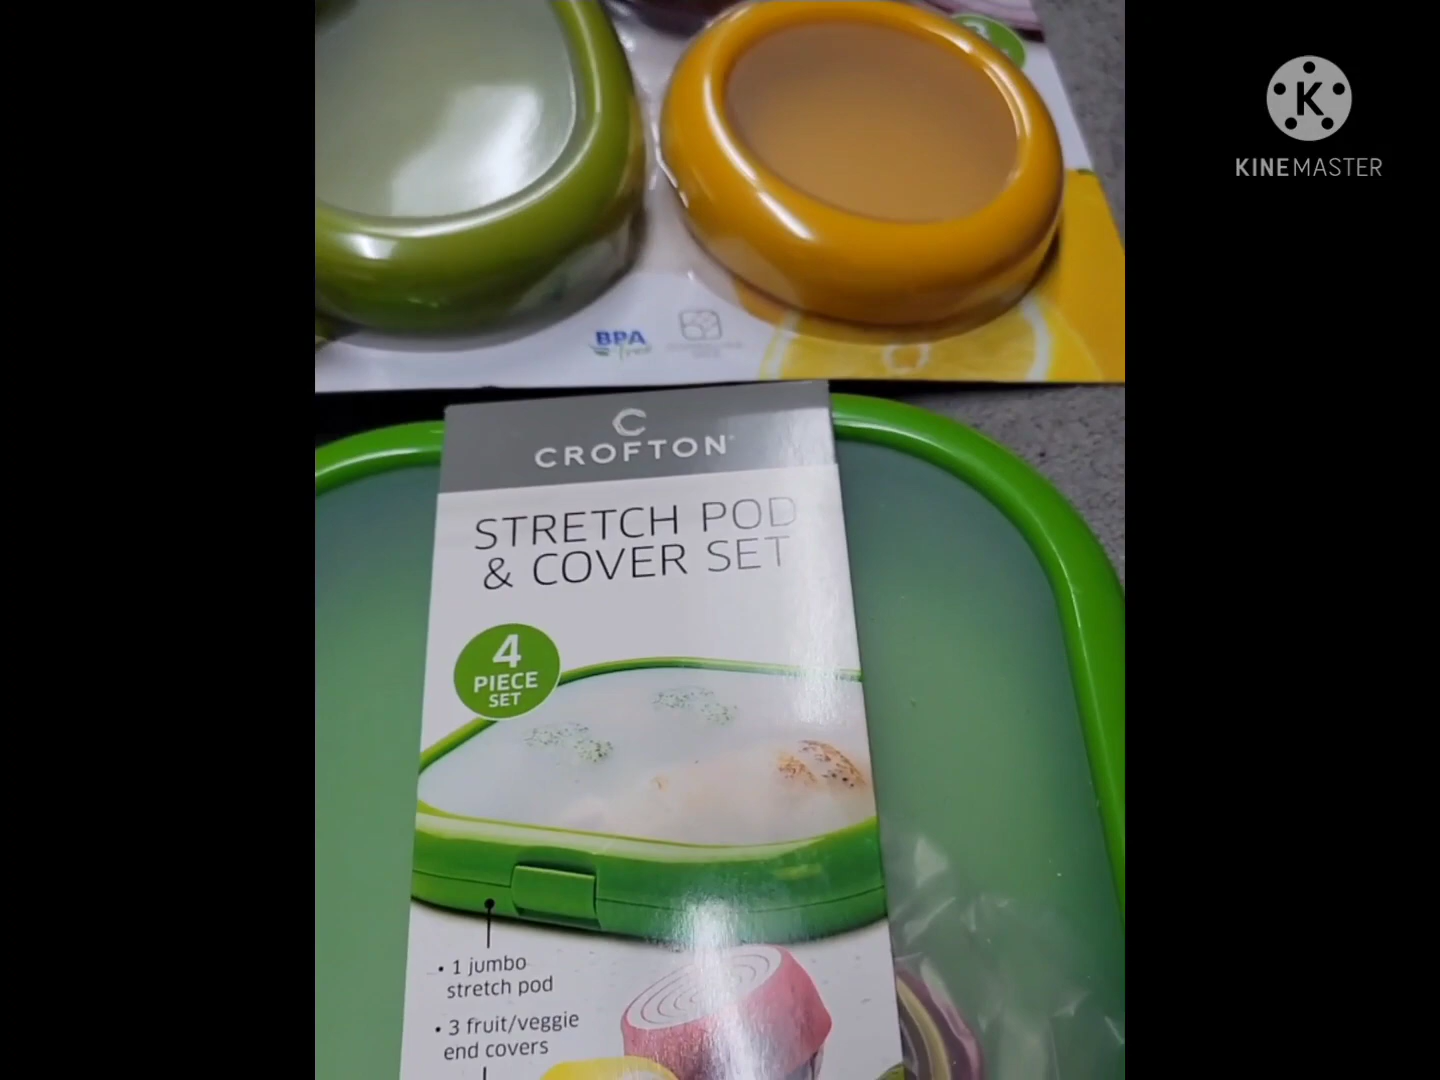 KINEMASTER
BPA
free
CROFTON
STRETCH POD
& COVER SET
4
PIECE
SET
• 1 jumbo
stretch pod
• 3 fruit/veggie
end covers